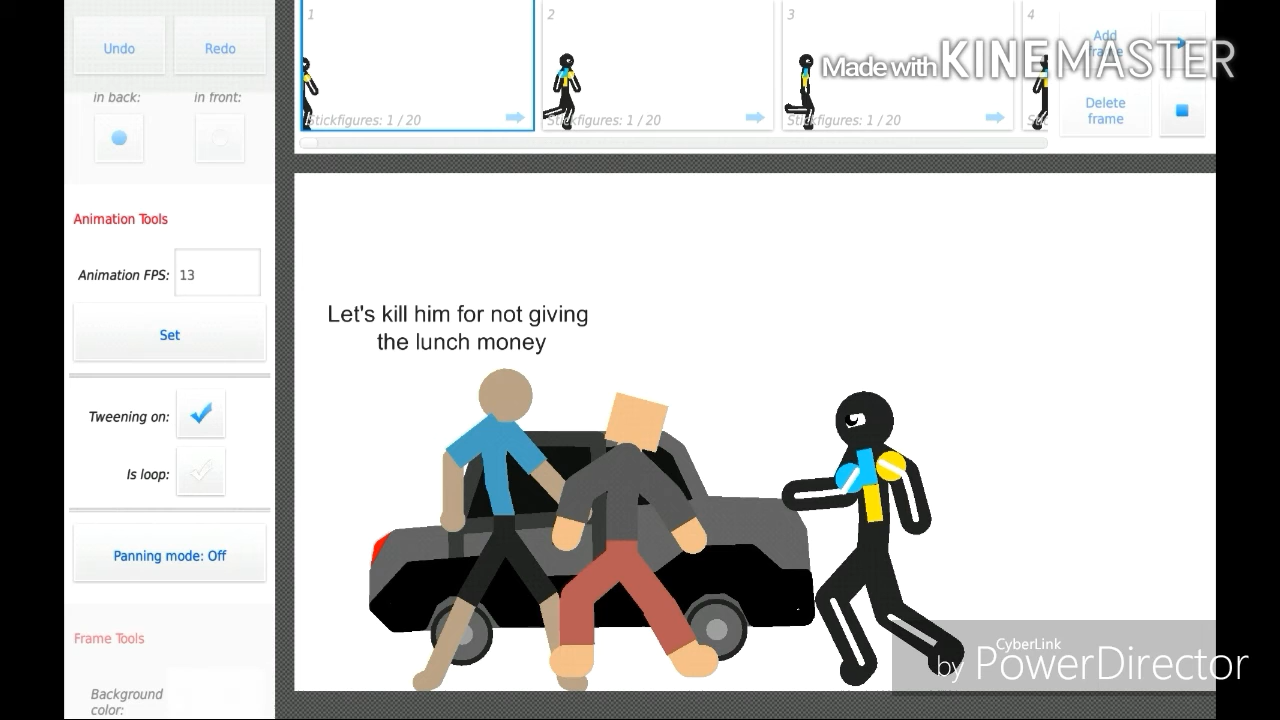 Undo
Redo
in back:
in front:
Animation Tools
Animation FPS:
13
Set
Tweening on:
Is loop:
Panning mode: Off
Frame Tools
Background
color:
1
Stickfigures: 1 / 20
2
Stickfigures: 1 / 20
3
Stickfigures: 1 / 20
4
Add
frame
Delete
frame
Made with KINEMASTER
Let's kill him for not giving
the lunch money
CyberLink
by PowerDirector